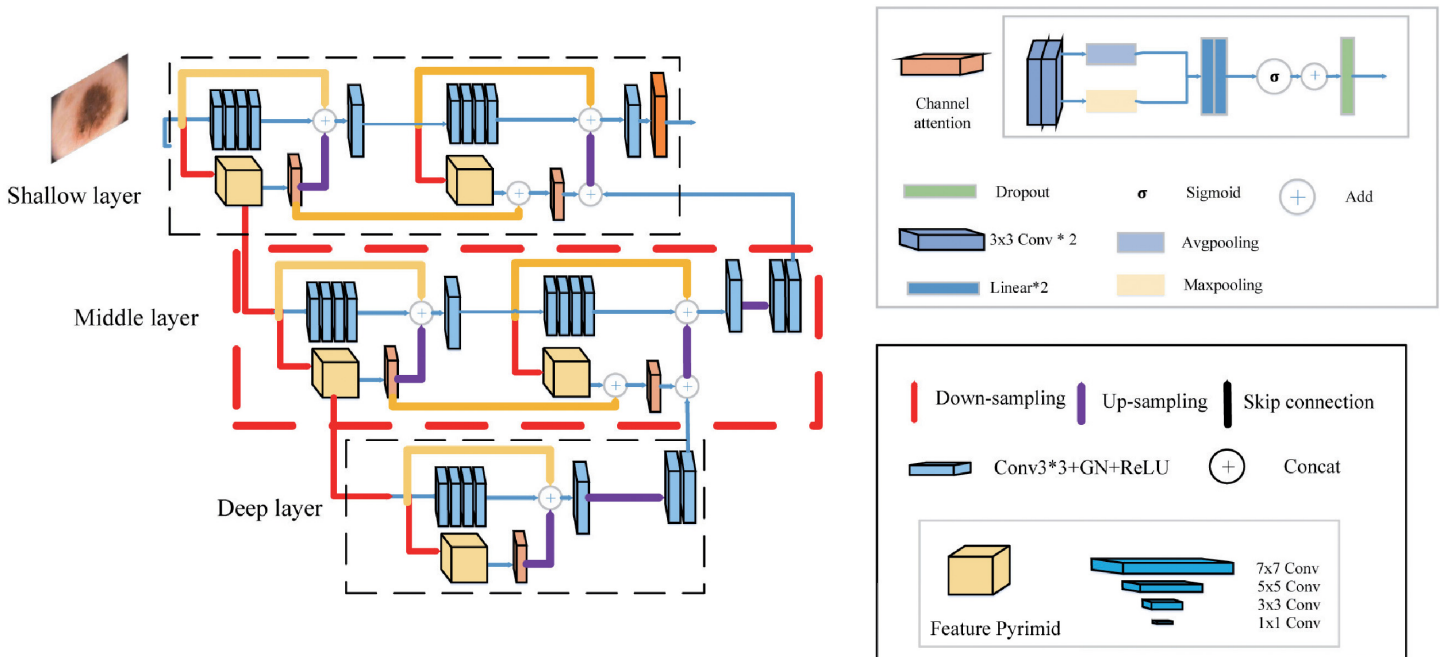 Shallow layer
Middle layer
Deep layer
Channel
attention
σ
Dropout
σ
Sigmoid
Add
3x3 Conv * 2
Avgpooling
Linear*2
Maxpooling
Down-sampling
Up-sampling
Skip connection
Conv3*3+GN+ReLU
Concat
Feature Pyrimid
7x7 Conv
5x5 Conv
3x3 Conv
1x1 Conv